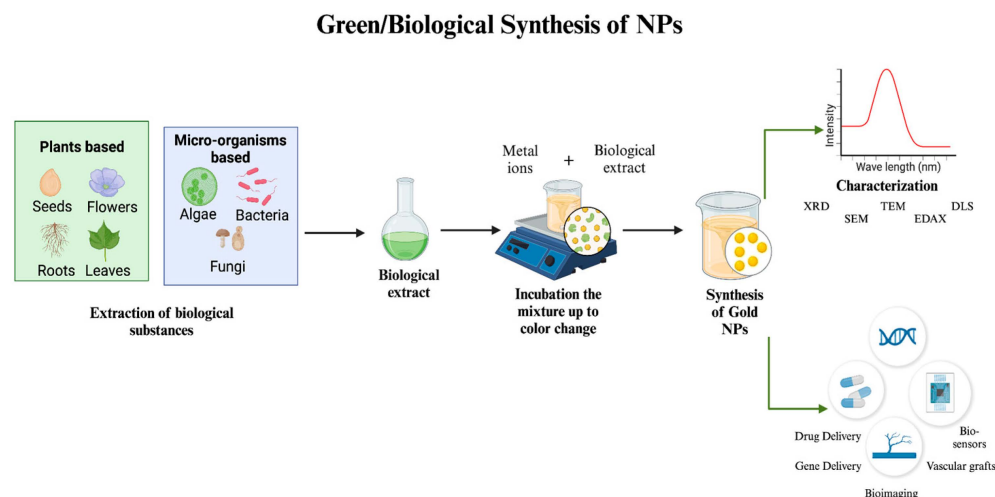 Green/Biological Synthesis of NPs
Plants based
Seeds
Flowers
Roots
Leaves
Micro-organisms
based
Algae
Bacteria
Fungi
Extraction of biological
substances
Biological
extract
Metal
ions
+
Biological
extract
Incubation the
mixture up to
color change
Synthesis
of Gold
NPs
Intensity
Wave length (nm)
Characterization
XRD
SEM
TEM
EDAX
DLS
Drug Delivery
Bio-
sensors
Gene Delivery
Vascular grafts
Bioimaging